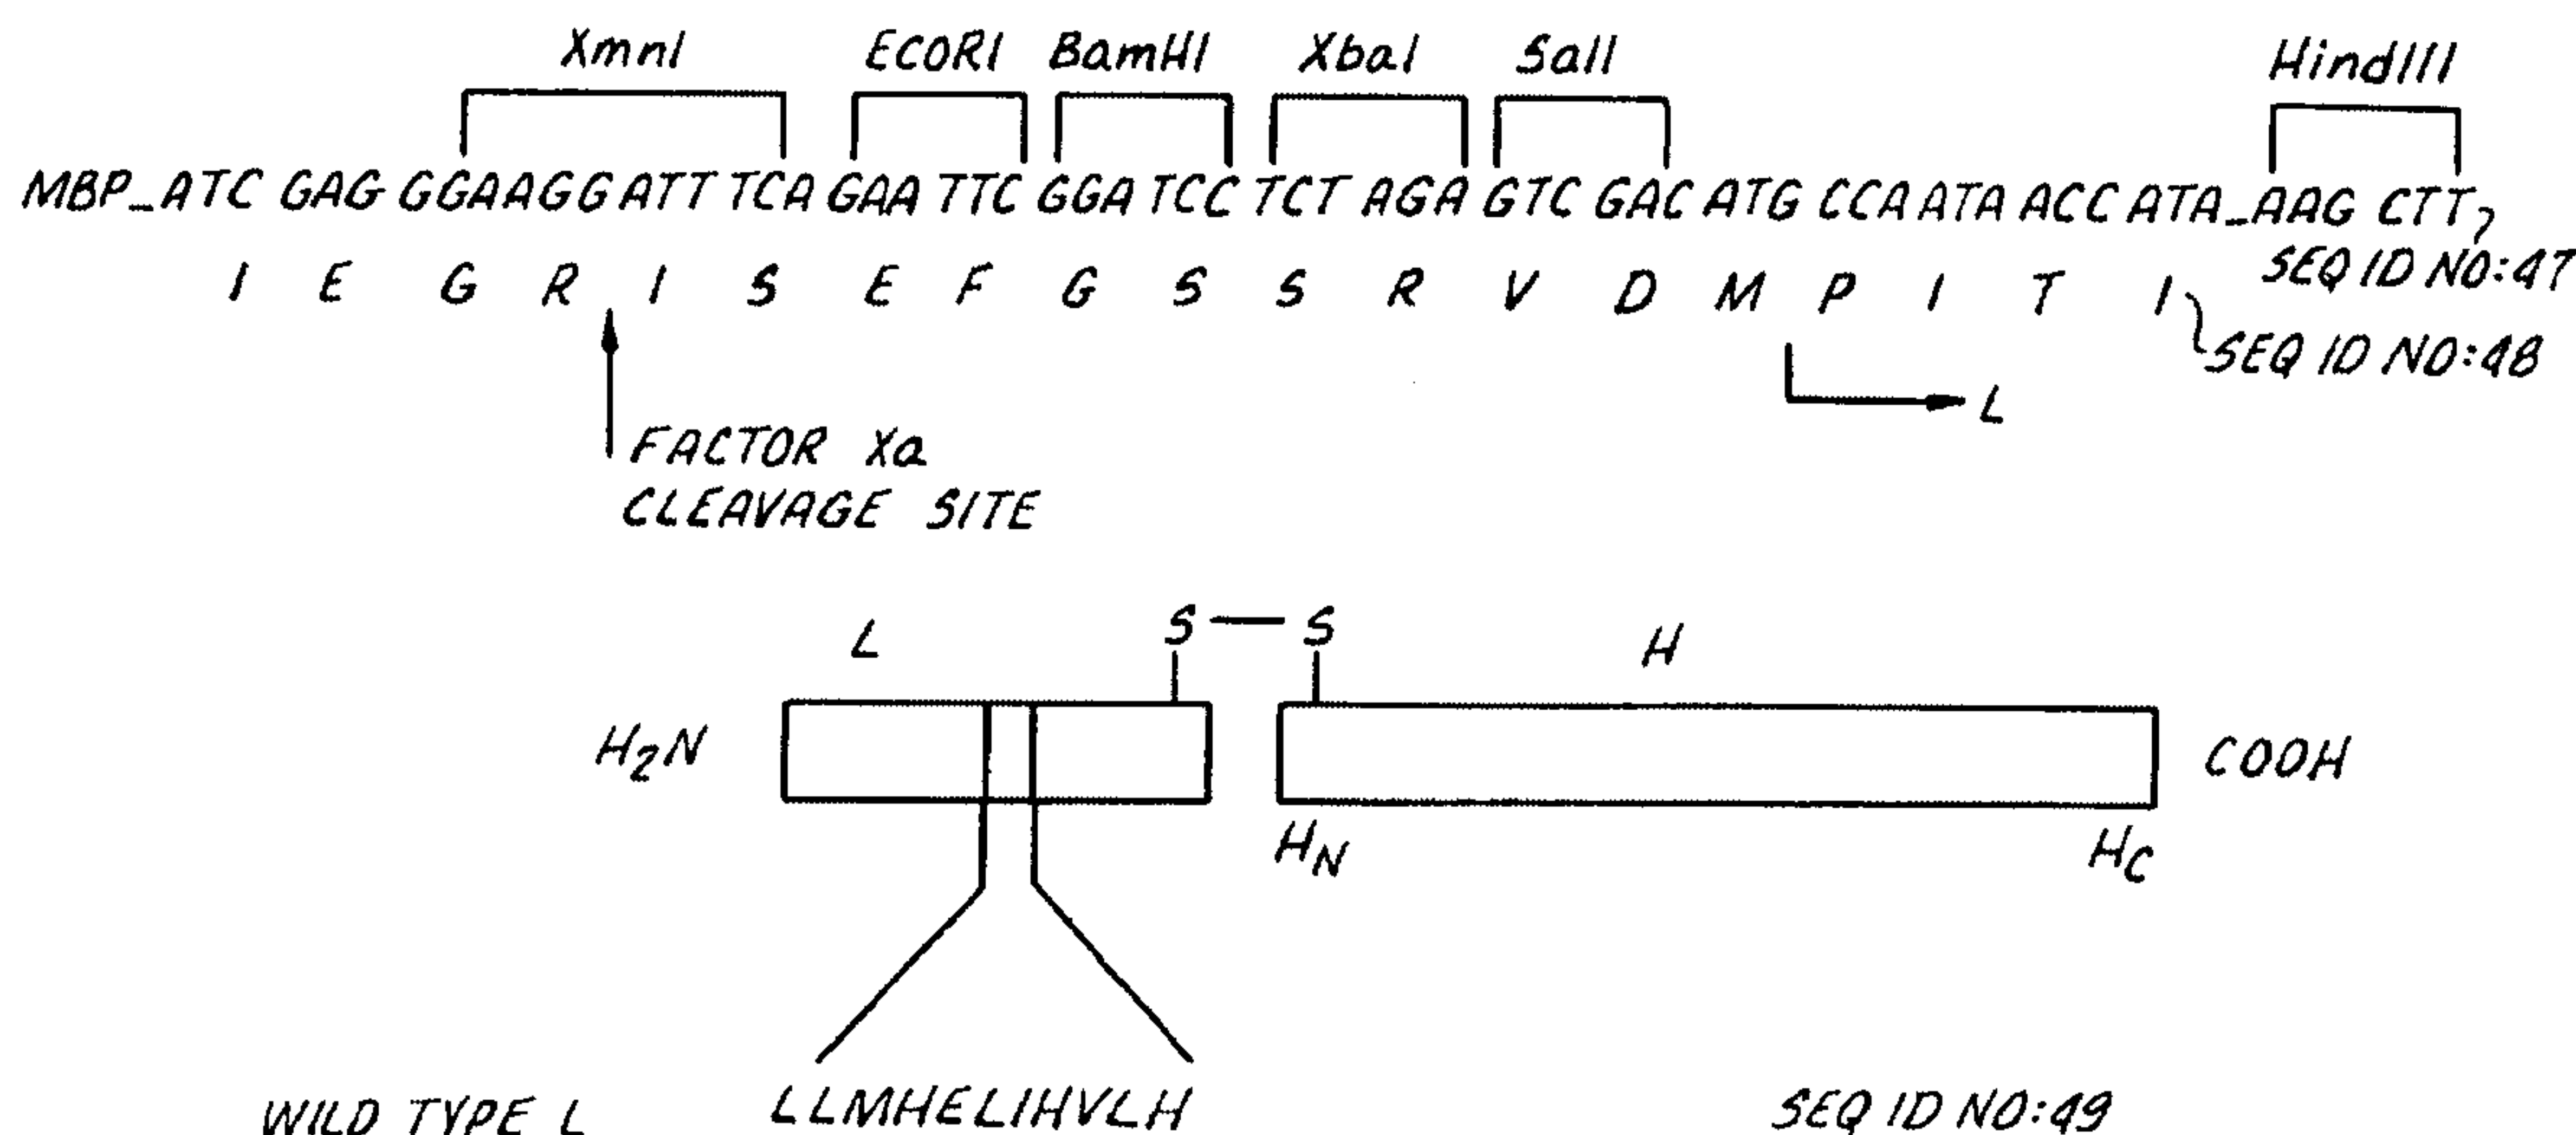 XmnI EcoRI BamHI XbaI SalI HindIII
MBP_ATC GAG GGAAGG ATT TCA GAA TTC GGA TCC TCT AGA GTC GAC ATG CCA ATA ACC ATA_AAG CTT,
SEQ ID NO:47
I E G R I S E F G S S R V D M P I T I
SEQ ID NO:48
L
FACTOR Xa
CLEAVAGE SITE
S — S
L H
H2N COOH
HN HC
WILD TYPE L LLMHELIHVLH SEQ ID NO:49